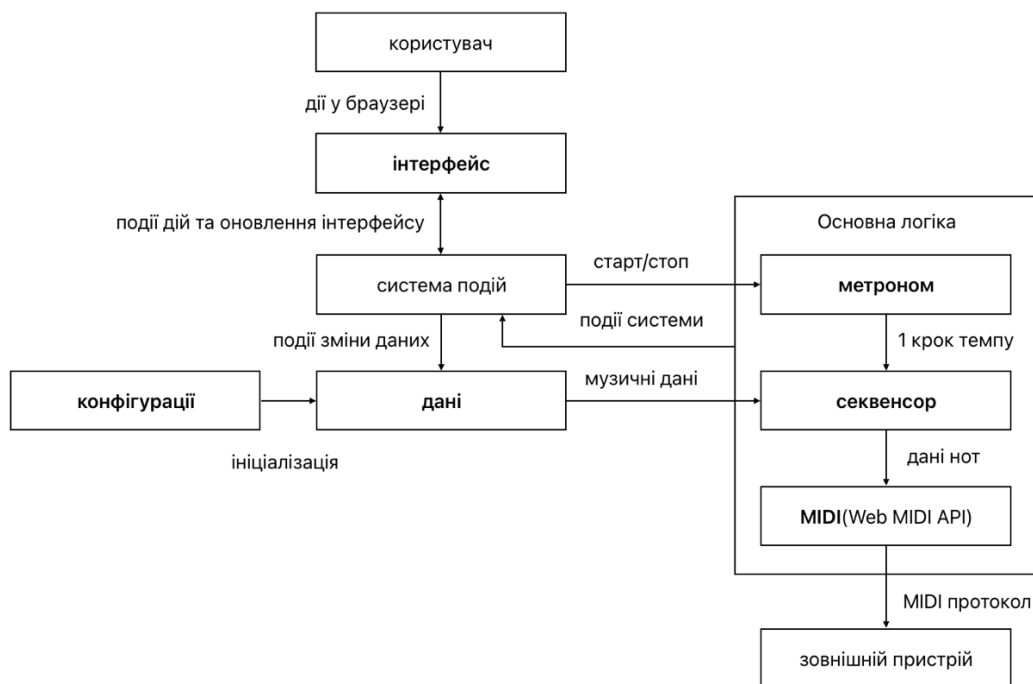 користувач
дії у браузері
інтерфейс
події дій та оновлення інтерфейсу
Основна логіка
система подій
старт/стоп
метроном
події системи
події зміни даних
1 крок темпу
конфігурації
дані
музичні дані
секвенсор
ініціалізація
дані нот
MIDI(Web MIDI API)
MIDI протокол
зовнішній пристрій